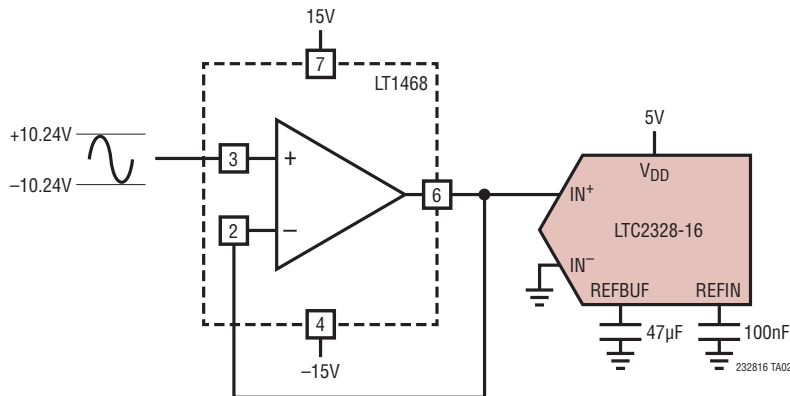 15V
7
LT1468
+10.24V
–10.24V
3
+
2
–
6
4
–15V
5V
VDD
IN+
LTC2328-16
IN–
REFBUF
REFIN
47µF
100nF
232816 TA02